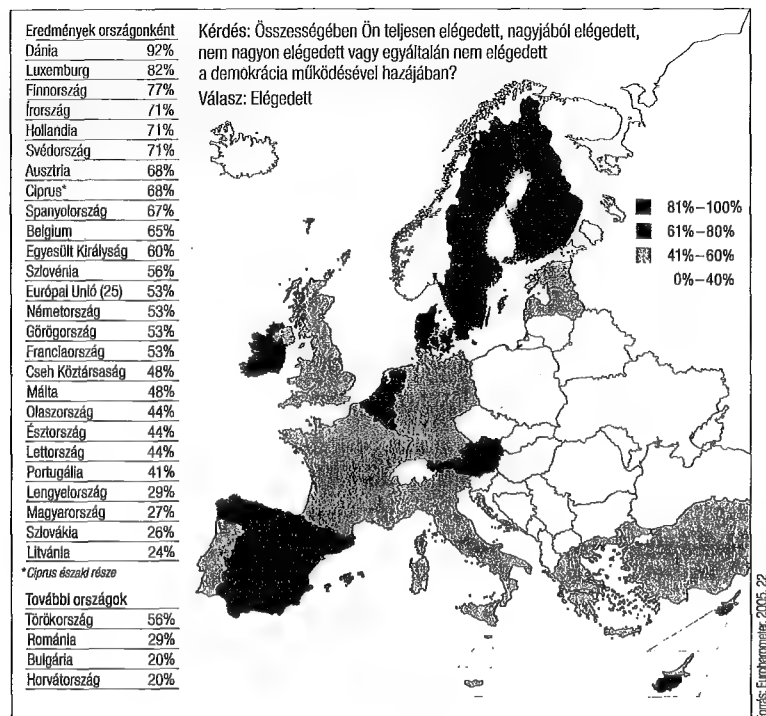 Eredmények országonként
Dánia 92%
Luxemburg 82%
Finnország 77%
Írország 71%
Hollandia 71%
Svédország 71%
Ausztria 68%
Ciprus* 68%
Spanyolország 67%
Belgium 65%
Egyesült Királyság 60%
Szlovénia 56%
Európai Unió (25) 53%
Németország 53%
Görögország 53%
Franciaország 53%
Cseh Köztársaság 48%
Málta 48%
Olaszország 44%
Észtország 44%
Lettország 44%
Portugália 41%
Lengyelország 29%
Magyarország 27%
Szlovákia 26%
Litvánia 24%
*Ciprus északi része
További országok
Törökország 56%
Románia 29%
Bulgária 20%
Horvátország 20%
Kérdés: Összességében Ön teljesen elégedett, nagyjából elégedett,
nem nagyon elégedett vagy egyáltalán nem elégedett
a demokrácia működésével hazájában?
Válasz: Elégedett
81%–100%
61%–80%
41%–60%
0%–40%
Forrás: Eurobarometer, 2005. 22